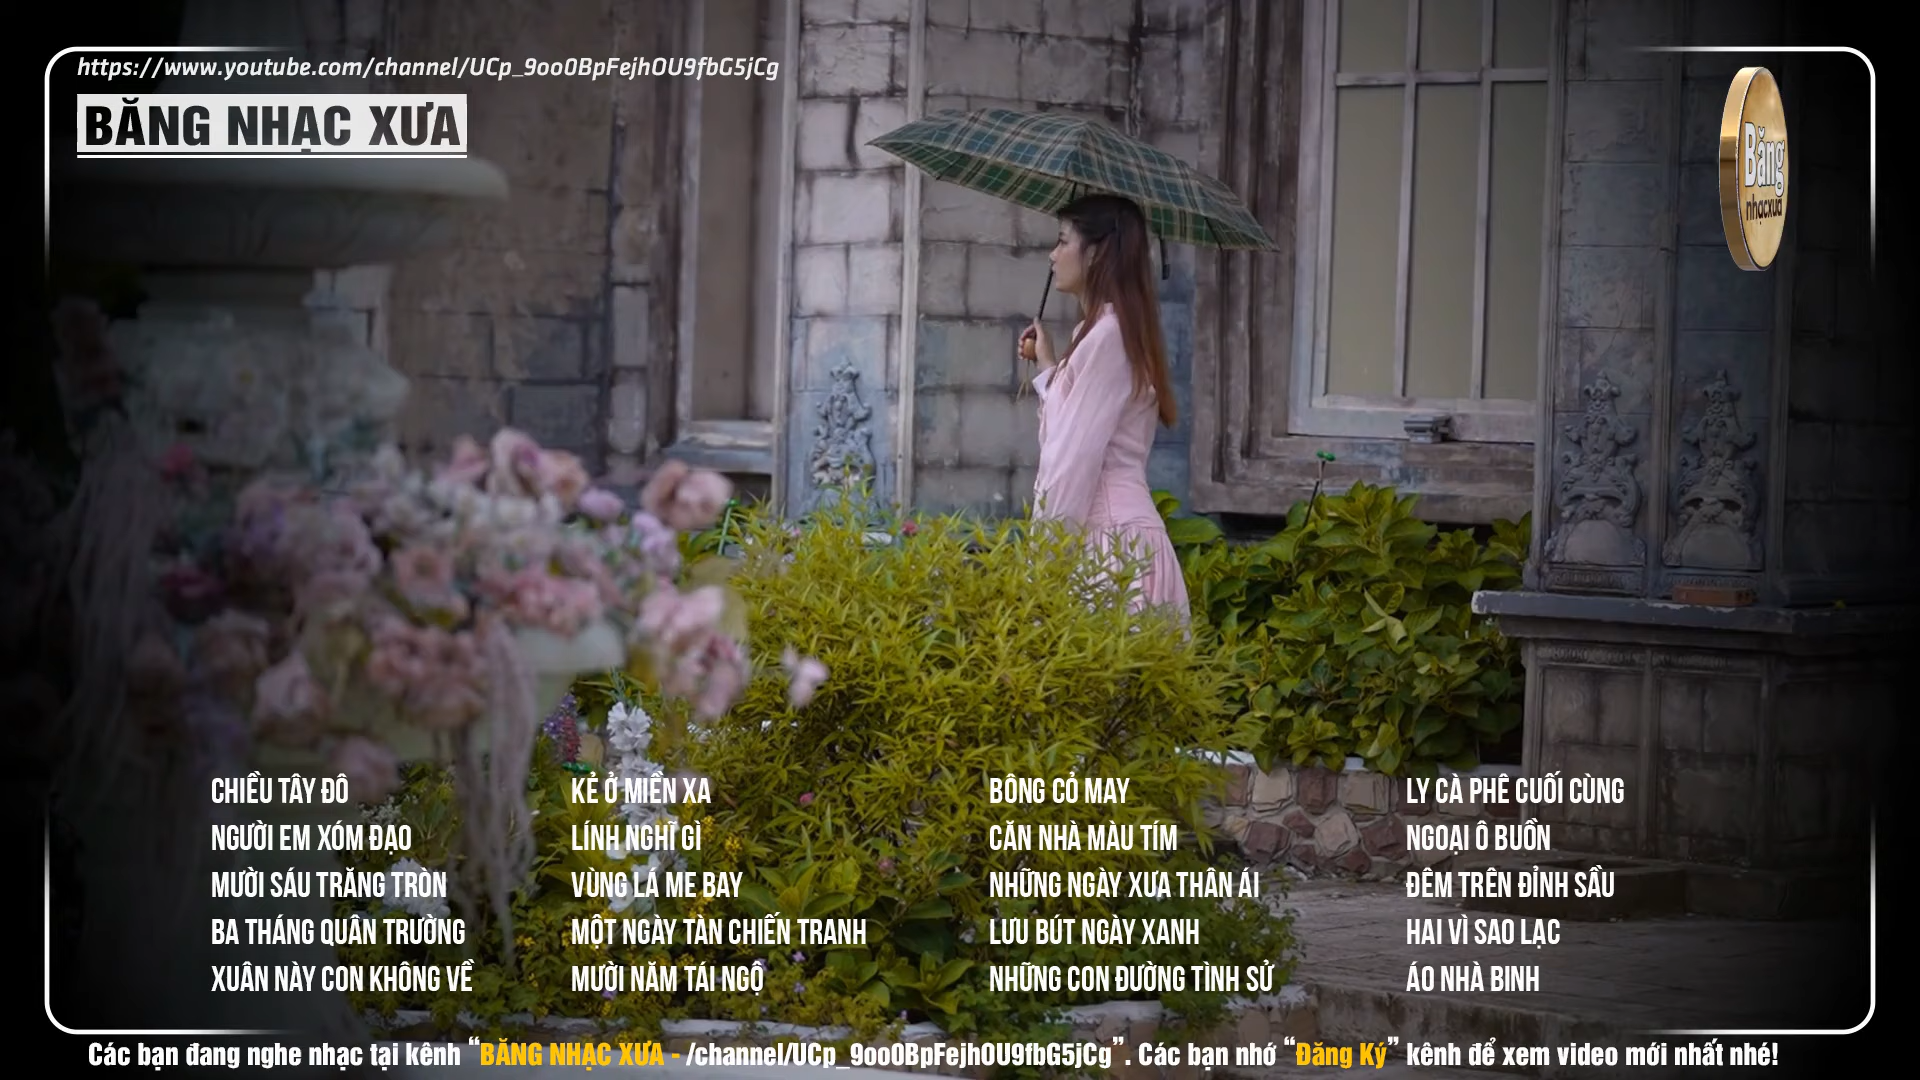 https://www.youtube.com/channel/UCp_9oo0BpFejhOU9fbG5jCg
BĂNG NHẠC XƯA
Băng
nhạcxưa
CHIỀU TÂY ĐÔ
NGƯỜI EM XÓM ĐẠO
MƯỜI SÁU TRĂNG TRÒN
BA THÁNG QUÂN TRƯỜNG
XUÂN NÀY CON KHÔNG VỀ
KẺ Ở MIỀN XA
LÍNH NGHĨ GÌ
VÙNG LÁ ME BAY
MỘT NGÀY TÀN CHIẾN TRANH
MƯỜI NĂM TÁI NGỘ
BÔNG CỎ MAY
CĂN NHÀ MÀU TÍM
NHỮNG NGÀY XƯA THÂN ÁI
LƯU BÚT NGÀY XANH
NHỮNG CON ĐƯỜNG TÌNH SỬ
LY CÀ PHÊ CUỐI CÙNG
NGOẠI Ô BUỒN
ĐÊM TRÊN ĐỈNH SẦU
HAI VÌ SAO LẠC
ÁO NHÀ BINH
Các bạn đang nghe nhạc tại kênh “BĂNG NHẠC XƯA - /channel/UCp_9oo0BpFejhOU9fbG5jCg”. Các bạn nhớ “Đăng Ký” kênh để xem video mới nhất nhé!